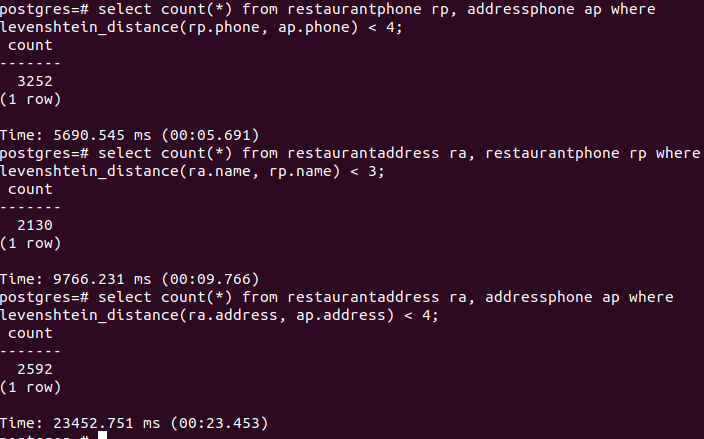 postgres=# select count(*) from restaurantphone rp, addressphone ap where
levenshtein_distance(rp.phone, ap.phone) < 4;
count
-------
3252
(1 row)
Time: 5690.545 ms (00:05.691)
postgres=# select count(*) from restaurantaddress ra, restaurantphone rp where
levenshtein_distance(ra.name, rp.name) < 3;
count
-------
2130
(1 row)
Time: 9766.231 ms (00:09.766)
postgres=# select count(*) from restaurantaddress ra, addressphone ap where
levenshtein_distance(ra.address, ap.address) < 4;
count
-------
2592
(1 row)
Time: 23452.751 ms (00:23.453)
postgres=#